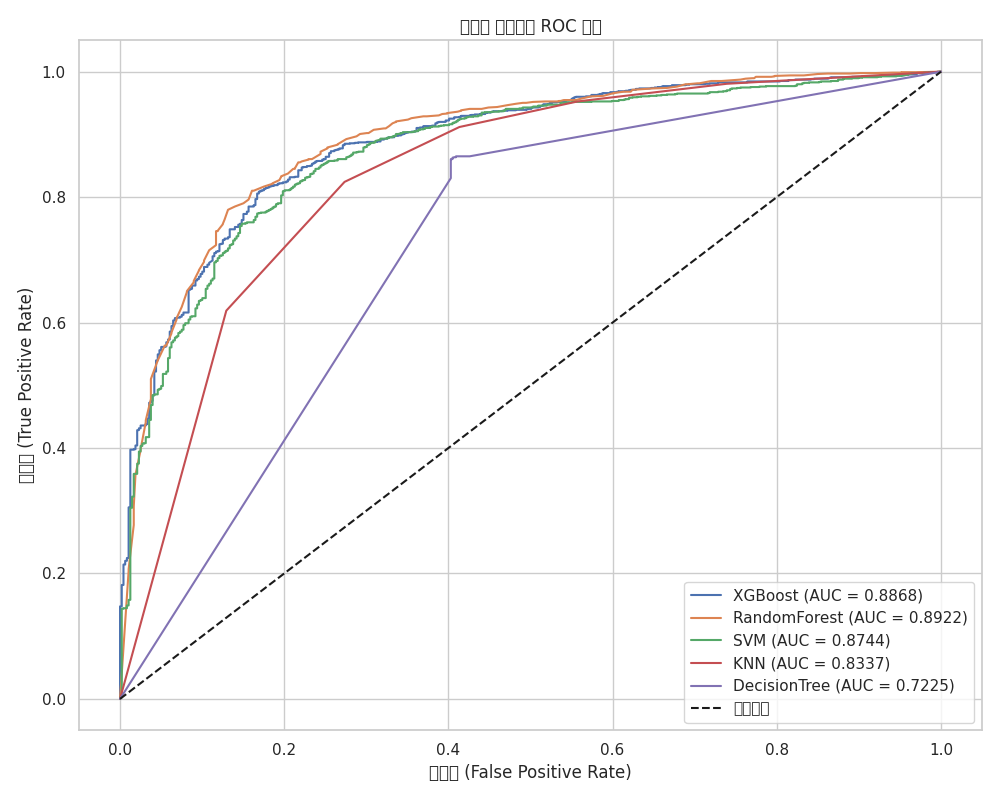 ROC
1.0
0.8
0.6
0.4
0.2
0.0
(True Positive Rate)
XGBoost (AUC = 0.8868)
RandomForest (AUC = 0.8922)
SVM (AUC = 0.8744)
KNN (AUC = 0.8337)
DecisionTree (AUC = 0.7225)
0.0 0.2 0.4 0.6 0.8 1.0
(False Positive Rate)